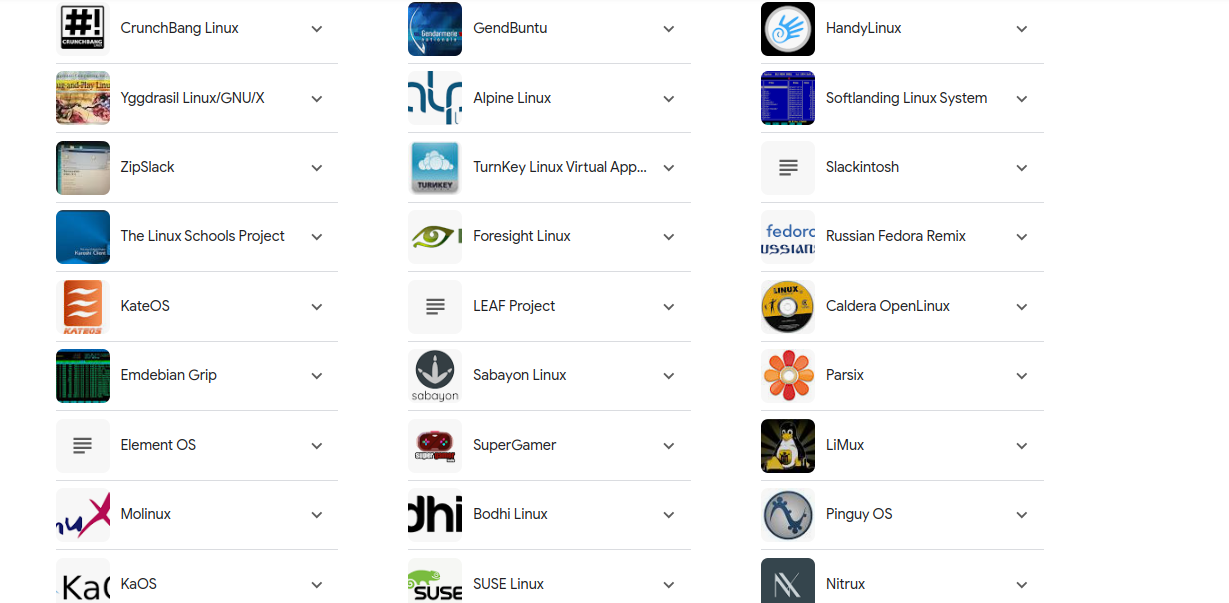 #!
CRUNCHBANG
CrunchBang Linux
Gendarmerie
nationale
GendBuntu
HandyLinux
Yggdrasil Linux/GNU/X
Alpine Linux
Softlanding Linux System
ZipSlack
TURNKEY
TurnKey Linux Virtual App...
Slackintosh
The Linux Schools Project
Foresight Linux
fedora
Russian Fedora Remix
KATEOS
KateOS
LEAF Project
LINUX
Caldera OpenLinux
Emdebian Grip
sabayon
Sabayon Linux
Parsix
Element OS
super gamer
SuperGamer
LiMux
nuX
Molinux
dhi
Bodhi Linux
Pinguy OS
KaO
KaOS
SUSE
SUSE Linux
Nitrux